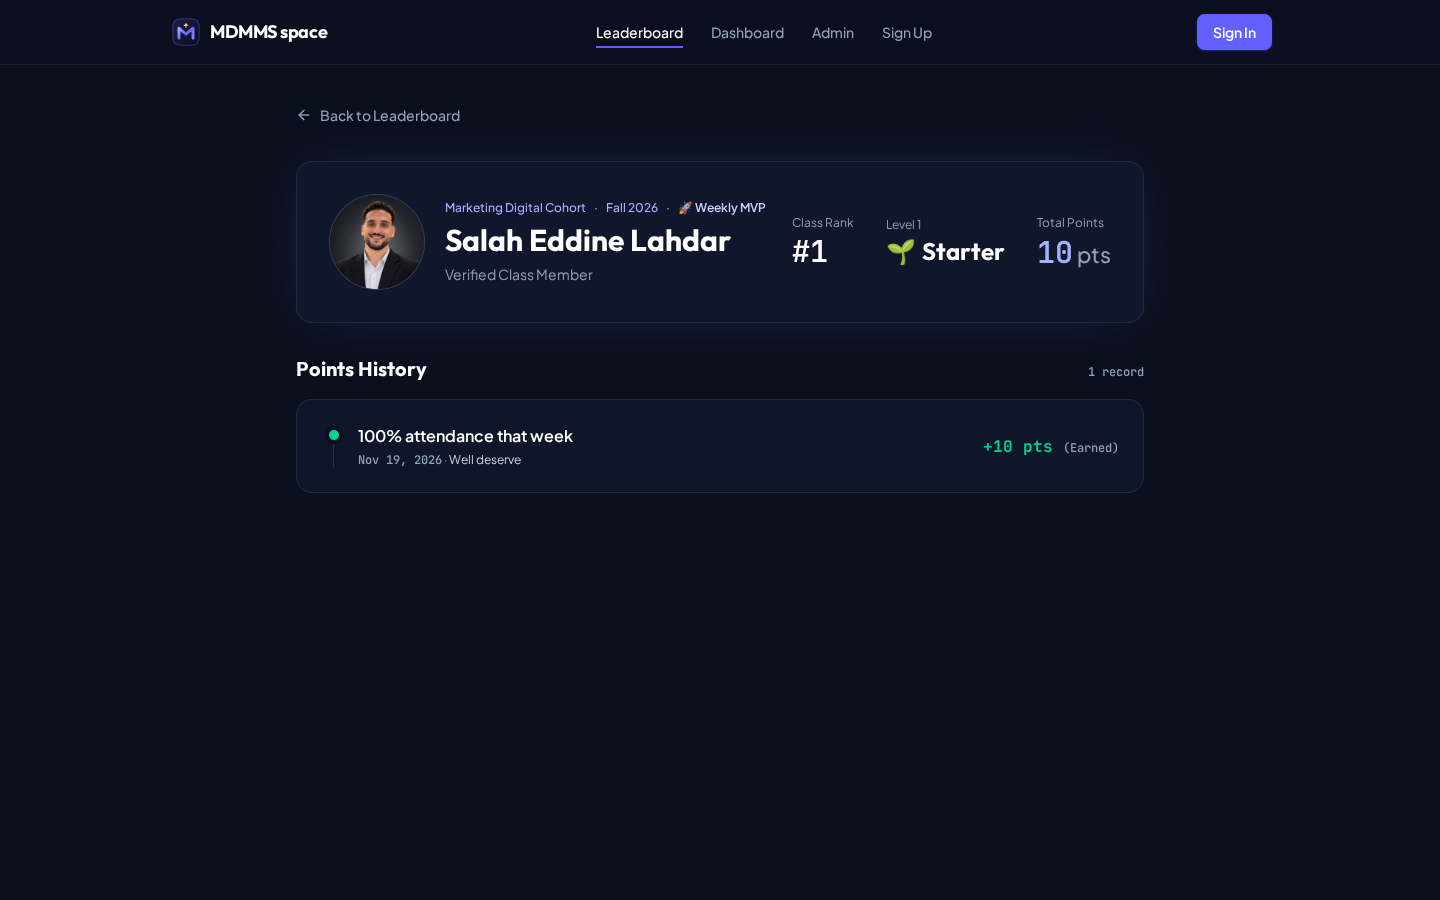 MDMMS space
Leaderboard
Dashboard
Admin
Sign Up
Sign In
← Back to Leaderboard
Marketing Digital Cohort · Fall 2026 · 🚀 Weekly MVP
Salah Eddine Lahdar
Verified Class Member
Class Rank
#1
Level 1
🌱 Starter
Total Points
10 pts
Points History
1 record
100% attendance that week
Nov 19, 2026 · Well deserve
+10 pts (Earned)